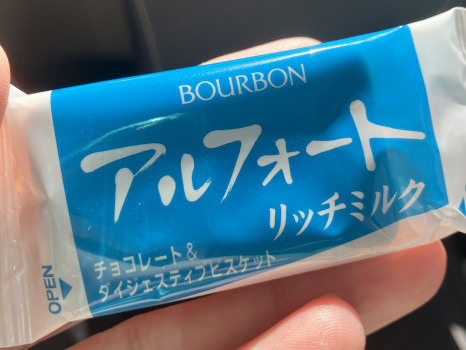 BOURBON
アルフォート
リッチミルク
チョコレート&
ダイジェスティブビスケット
OPEN